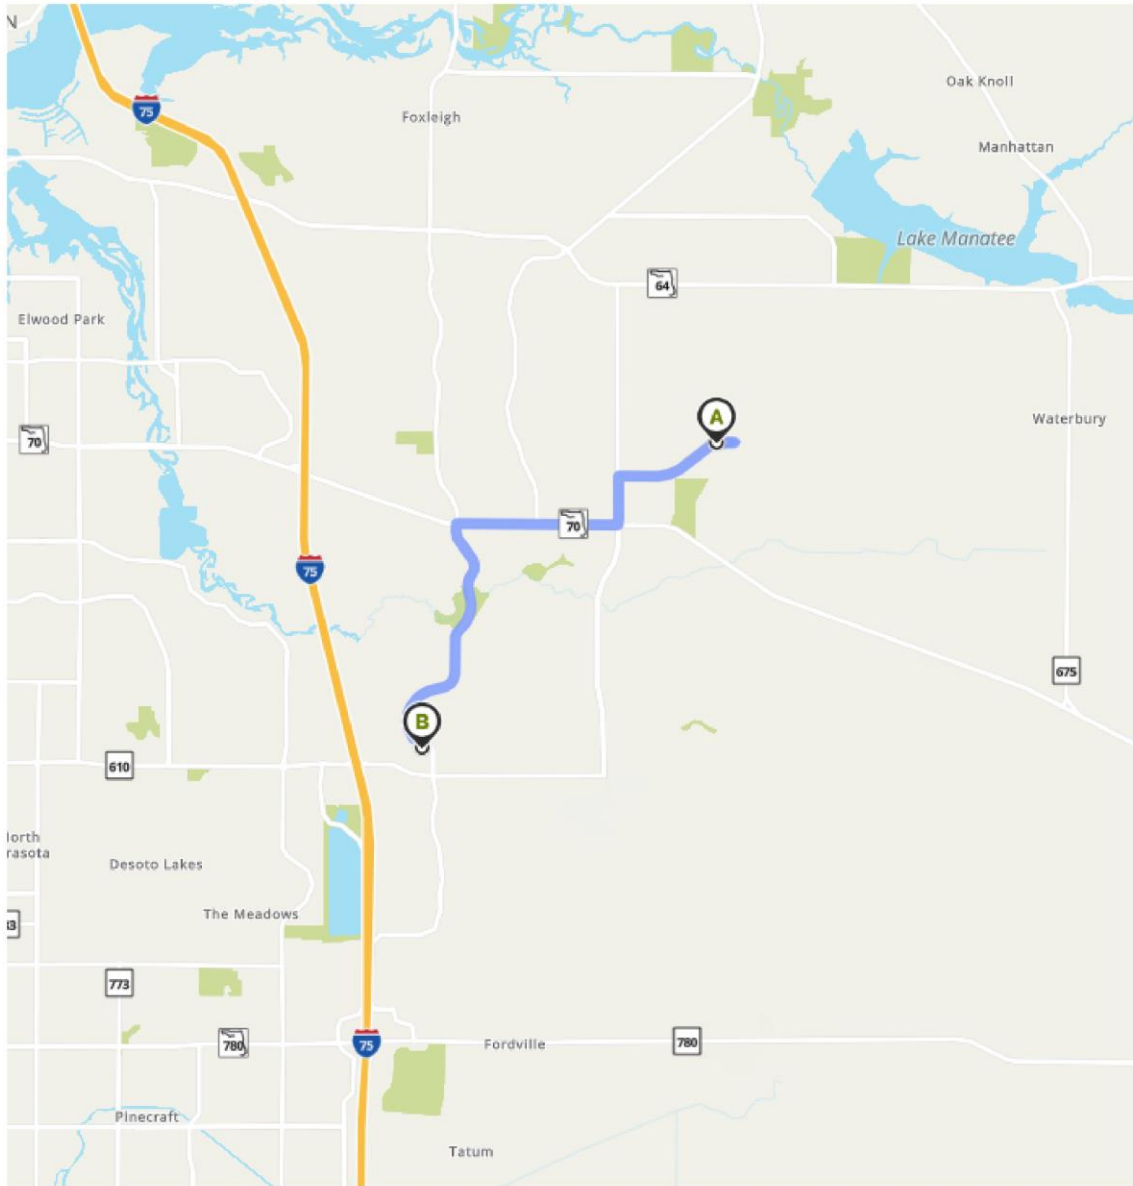 N
75
Oak Knoll
Foxleigh
Manhattan
Lake Manatee
64
Elwood Park
A
Waterbury
70
70
75
675
B
610
orth
rasota
Desoto Lakes
The Meadows
773
780
75
Fordville
780
Pinecraft
Tatum